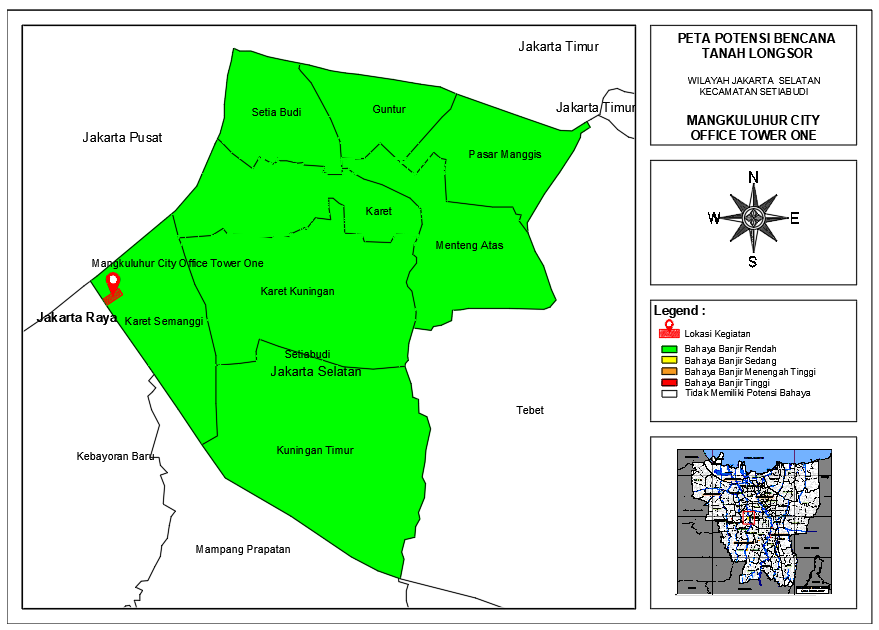 Jakarta Timur
Jakarta Timur
Jakarta Pusat
Setia Budi
Guntur
Pasar Manggis
Karet
Menteng Atas
Mangkuluhur City Office Tower One
Karet Kuningan
Jakarta Raya
Karet Semanggi
Setiabudi
Jakarta Selatan
Tebet
Kebayoran Baru
Kuningan Timur
Mampang Prapatan
PETA POTENSI BENCANA
TANAH LONGSOR
WILAYAH JAKARTA SELATAN
KECAMATAN SETIABUDI
MANGKULUHUR CITY
OFFICE TOWER ONE
N
W
E
S
Legend :
Lokasi Kegiatan
Bahaya Banjir Rendah
Bahaya Banjir Sedang
Bahaya Banjir Menengah Tinggi
Bahaya Banjir Tinggi
Tidak Memiliki Potensi Bahaya